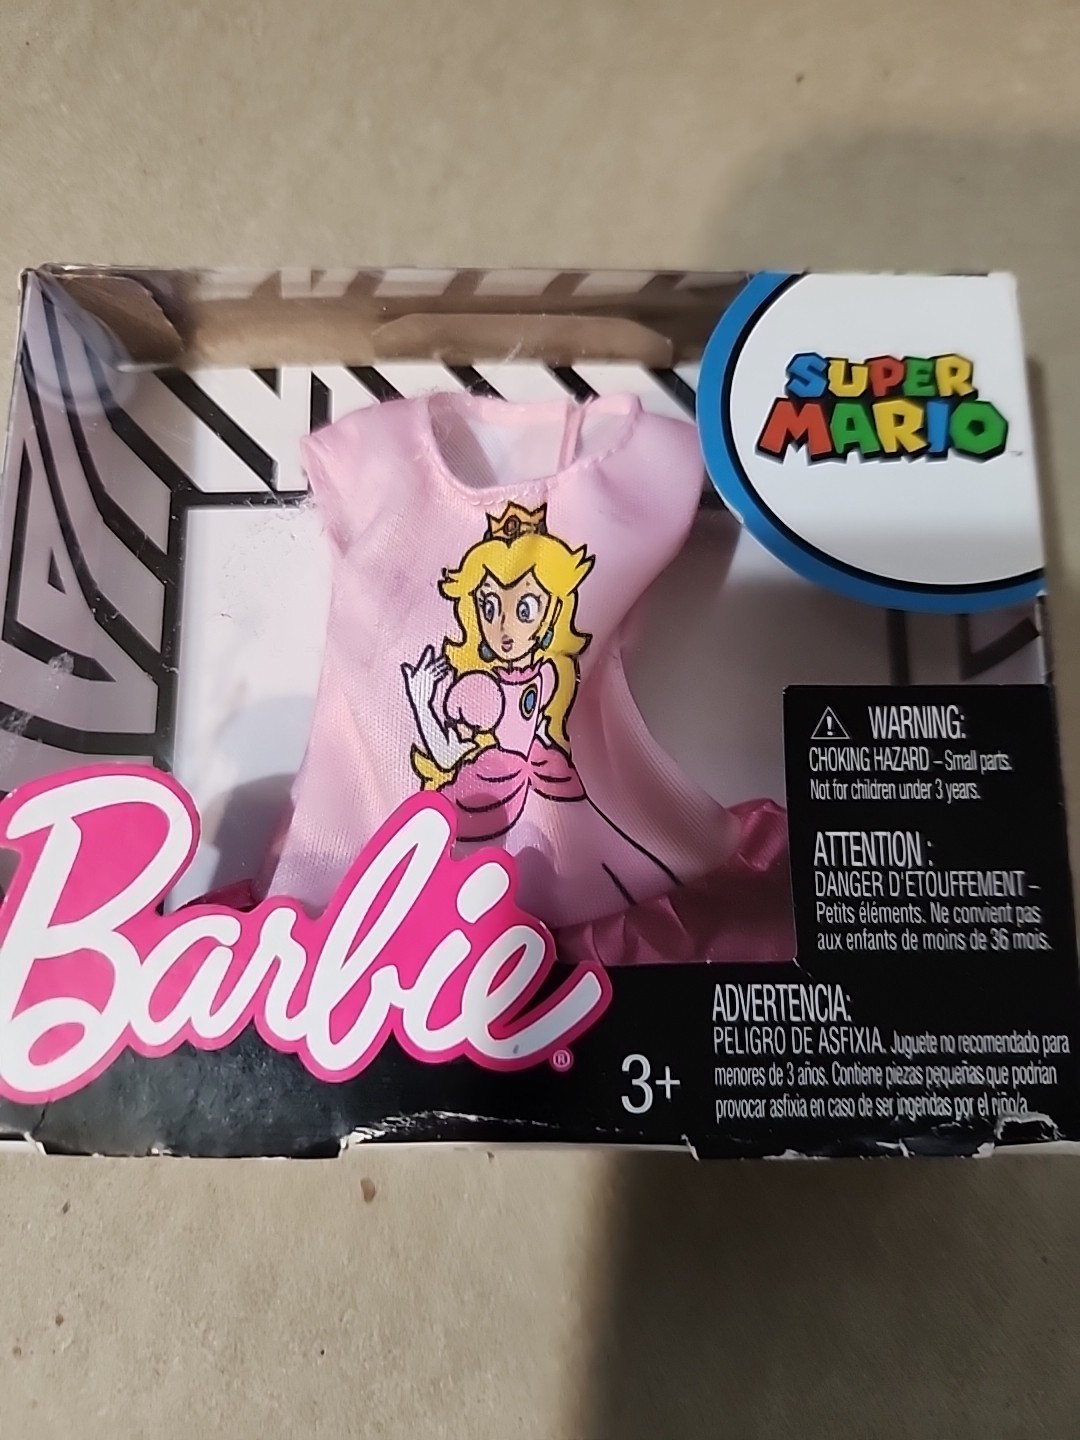 SUPER
MARIO
TM
WARNING:
CHOKING HAZARD – Small parts.
Not for children under 3 years.
ATTENTION :
DANGER D'ÉTOUFFEMENT –
Petits éléments. Ne convient pas
aux enfants de moins de 36 mois.
Barbie®
3+
ADVERTENCIA:
PELIGRO DE ASFIXIA. Juguete no recomendado para
menores de 3 años. Contiene piezas pequeñas que podrían
provocar asfixia en caso de ser ingeridas por el niño/a.